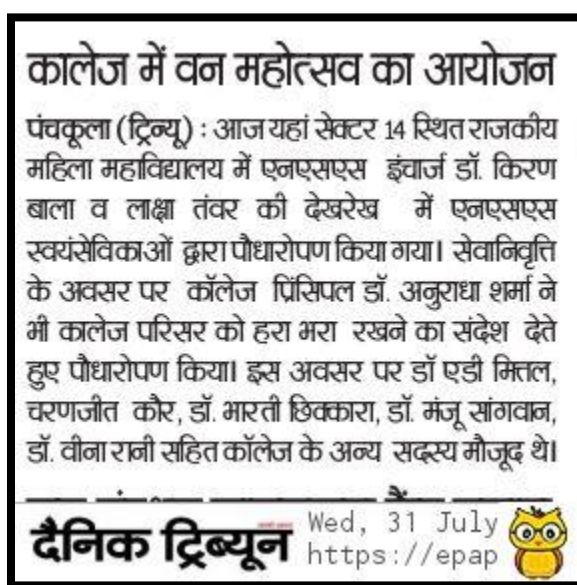 कालेज में वन महोत्सव का आयोजन
पंचकूला (ट्रिन्यू) : आज यहां सेक्टर 14 स्थित राजकीय
महिला महाविद्यालय में एनएसएस इंचार्ज डॉ. किरण
बाला व लाक्षा तंवर की देखरेख में एनएसएस
स्वयंसेविकाओं द्वारा पौधारोपण किया गया। सेवानिवृत्ति
के अवसर पर कॉलेज प्रिंसिपल डॉ. अनुराधा शर्मा ने
भी कालेज परिसर को हरा भरा रखने का संदेश देते
हुए पौधारोपण किया। इस अवसर पर डॉ एडी मित्तल,
चरणजीत कौर, डॉ. भारती छिक्कारा, डॉ. मंजू सांगवान,
डॉ. वीना रानी सहित कॉलेज के अन्य सदस्य मौजूद थे।
दैनिक ट्रिब्यून
Wed, 31 July
https://epap